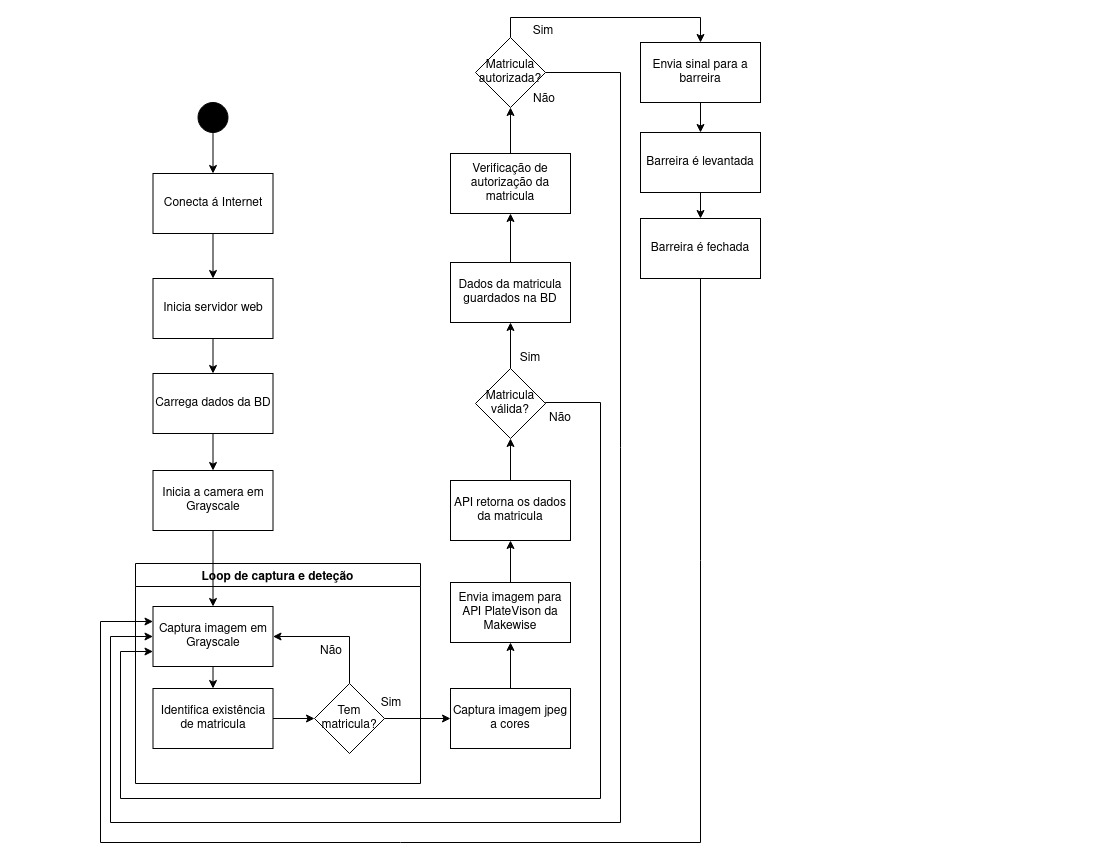 Conecta á Internet
Inicia servidor web
Carrega dados da BD
Inicia a camera em
Grayscale
Loop de captura e deteção
Captura imagem em
Grayscale
Identifica existência
de matricula
Tem
matricula?
Não
Sim
Captura imagem jpeg
a cores
Envia imagem para
API PlateVison da
Makewise
API retorna os dados
da matricula
Matricula
válida?
Não
Sim
Dados da matricula
guardados na BD
Verificação de
autorização da
matricula
Matricula
autorizada?
Não
Sim
Envia sinal para a
barreira
Barreira é levantada
Barreira é fechada